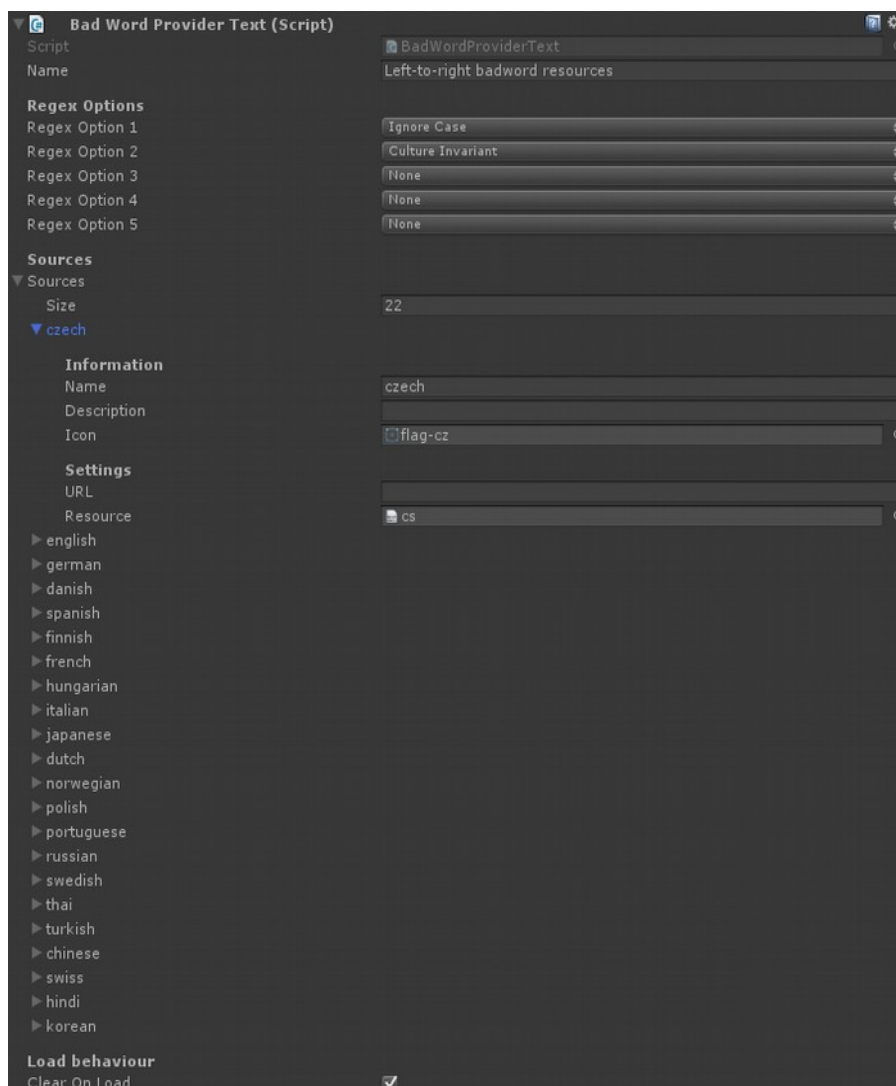 Bad Word Provider Text (Script)
Script BadWordProviderText
Name Left-to-right badword resources
Regex Options
Regex Option 1 Ignore Case
Regex Option 2 Culture Invariant
Regex Option 3 None
Regex Option 4 None
Regex Option 5 None
Sources
Sources
Size 22
czech
Information
Name czech
Description
Icon flag-cz
Settings
URL
Resource cs
english
german
danish
spanish
finnish
french
hungarian
italian
japanese
dutch
norwegian
polish
portuguese
russian
swedish
thai
turkish
chinese
swiss
hindi
korean
Load behaviour
Clear On Load